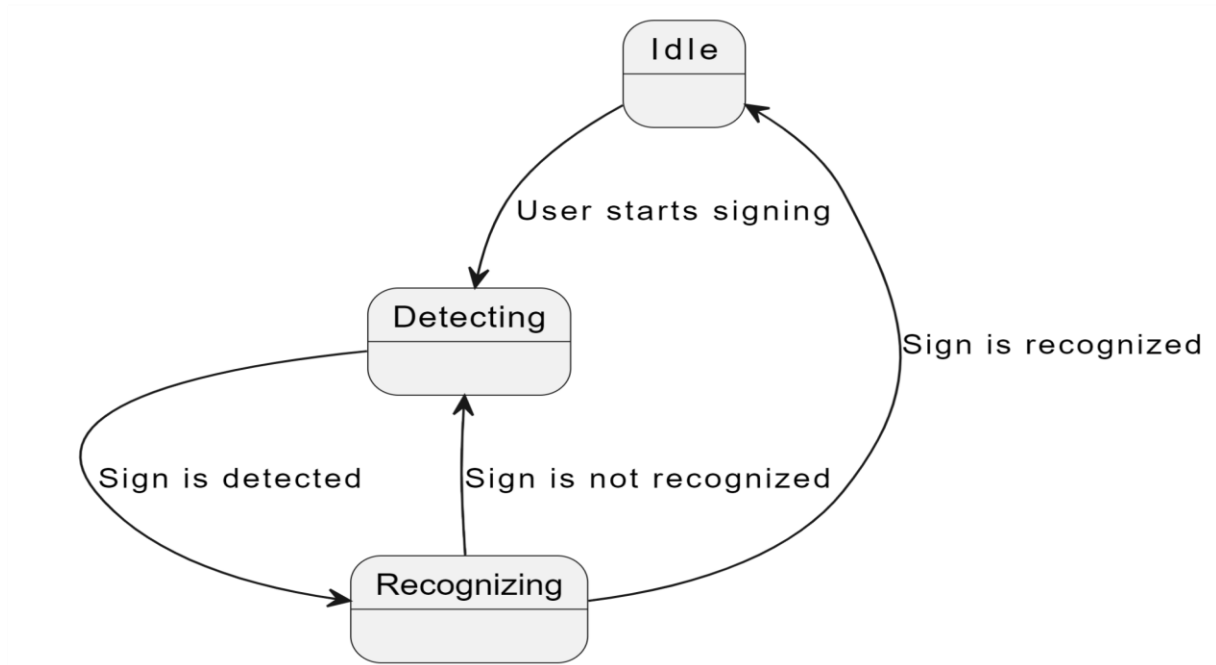 Idle
User starts signing
Detecting
Sign is recognized
Sign is detected
Sign is not recognized
Recognizing